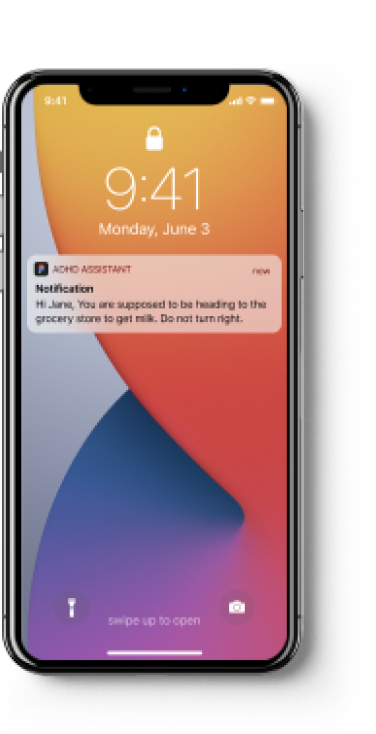 9:41
9:41
Monday, June 3
ADHD ASSISTANT
now
Notification
Hi Jane, You are supposed to be heading to the
grocery store to get milk. Do not turn right.
swipe up to open